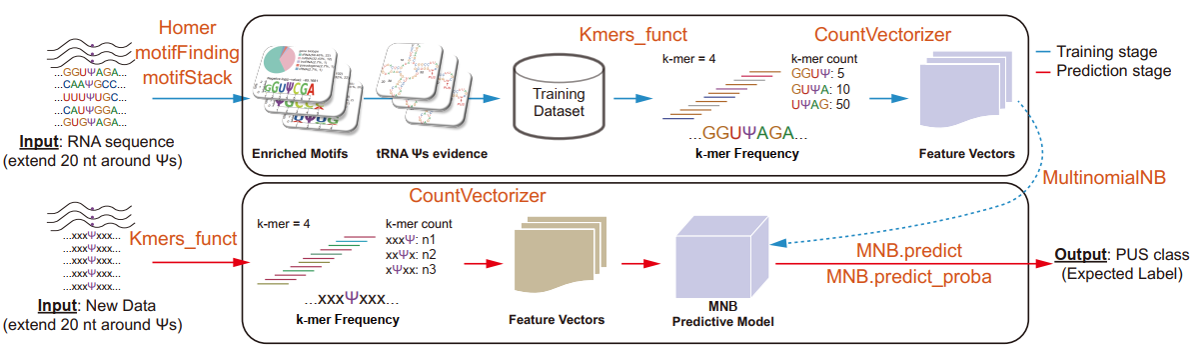 Homer
motifFinding
motifStack
Kmers_funct
CountVectorizer
Training stage
Prediction stage
...GGUΨAGA...
...CAAΨGCC...
...UUUΨUGC...
...CAUΨGGA...
...GUGΨAGA...
Input: RNA sequence
(extend 20 nt around Ψs)
GGUΨCGA
Enriched Motifs
tRNA Ψs evidence
Training
Dataset
k-mer = 4
...GGUΨAGA...
k-mer Frequency
k-mer count
GGUΨ: 5
GUΨA: 10
UΨAG: 50
Feature Vectors
MultinomialNB
...xxxΨxxx...
...xxxΨxxx...
...xxxΨxxx...
...xxxΨxxx...
...xxxΨxxx...
Input: New Data
(extend 20 nt around Ψs)
Kmers_funct
CountVectorizer
k-mer = 4
...xxxΨxxx...
k-mer Frequency
k-mer count
xxxΨ: n1
xxΨx: n2
xΨxx: n3
Feature Vectors
MNB
Predictive Model
MNB.predict
MNB.predict_proba
Output: PUS class
(Expected Label)